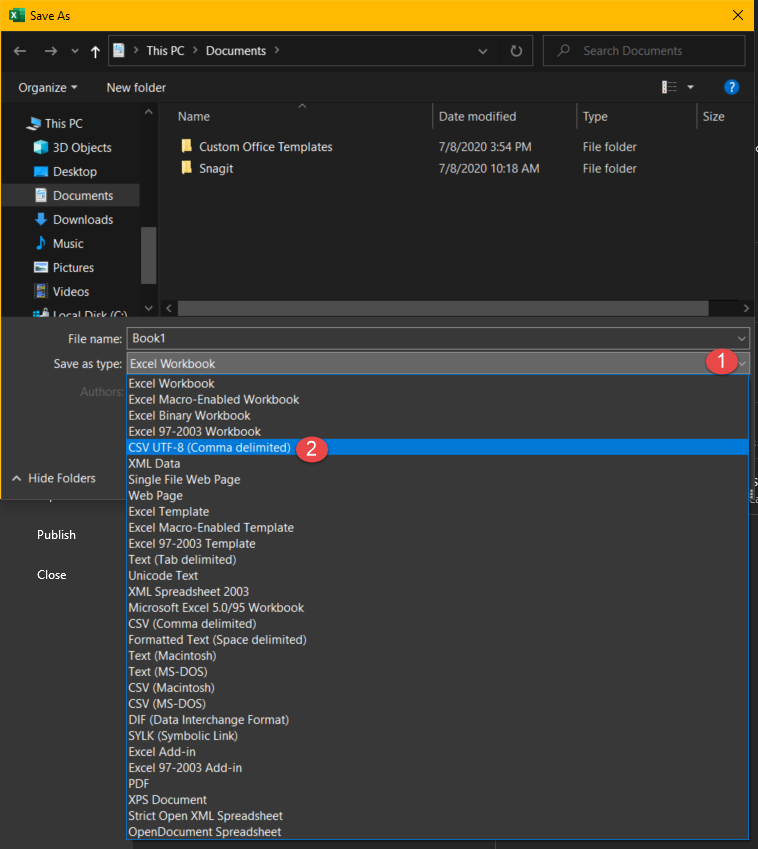 Save As
This PC > Documents >
Search Documents
Organize
New folder
?
Name Date modified Type Size
Custom Office Templates 7/8/2020 3:54 PM File folder
Snagit 7/8/2020 10:18 AM File folder
This PC
3D Objects
Desktop
Documents
Downloads
Music
Pictures
Videos
Local Disk (C:)
File name: Book1
Save as type: Excel Workbook 1
Authors:
Excel Workbook
Excel Macro-Enabled Workbook
Excel Binary Workbook
Excel 97-2003 Workbook
CSV UTF-8 (Comma delimited) 2
XML Data
Single File Web Page
Web Page
Excel Template
Excel Macro-Enabled Template
Excel 97-2003 Template
Text (Tab delimited)
Unicode Text
XML Spreadsheet 2003
Microsoft Excel 5.0/95 Workbook
CSV (Comma delimited)
Formatted Text (Space delimited)
Text (Macintosh)
Text (MS-DOS)
CSV (Macintosh)
CSV (MS-DOS)
DIF (Data Interchange Format)
SYLK (Symbolic Link)
Excel Add-in
Excel 97-2003 Add-in
PDF
XPS Document
Strict Open XML Spreadsheet
OpenDocument Spreadsheet
Hide Folders
Publish
Close